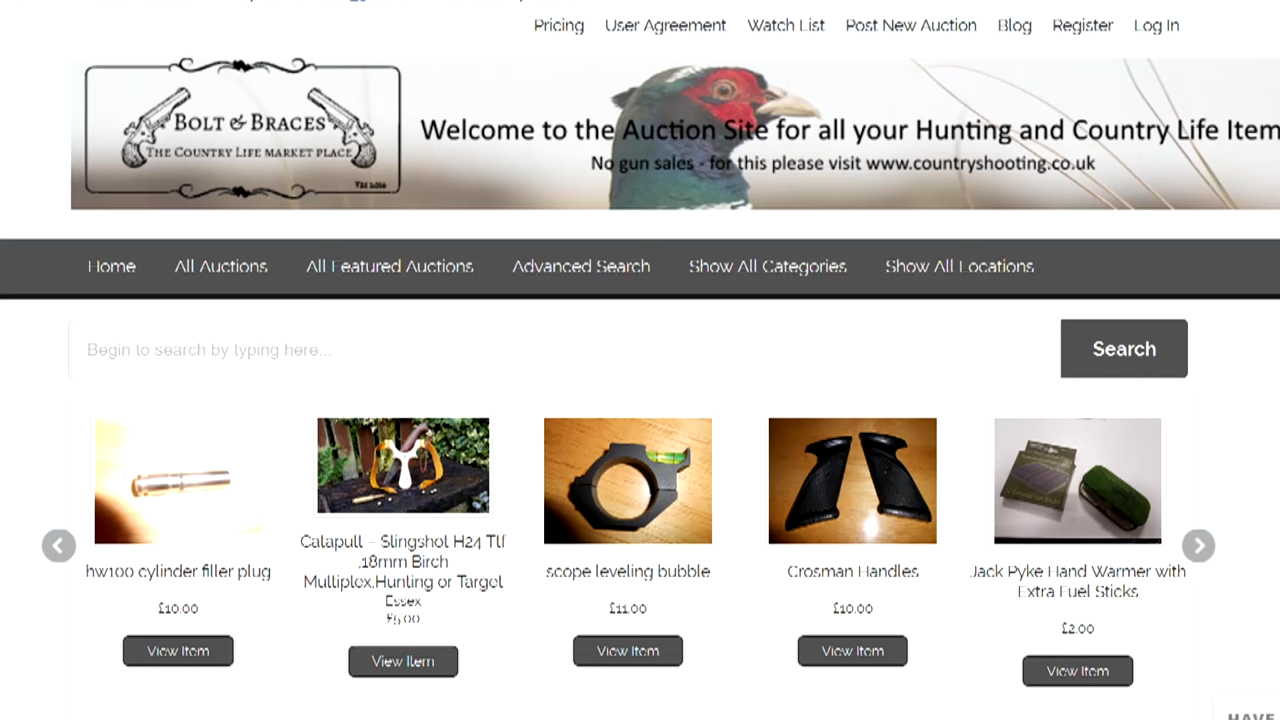 Pricing User Agreement Watch List Post New Auction Blog Register Log In
BOLT & BRACES
THE COUNTRY LIFE MARKET PLACE
Welcome to the Auction Site for all your Hunting and Country Life Item
No gun sales - for this please visit www.countryshooting.co.uk
Home All Auctions All Featured Auctions Advanced Search Show All Categories Show All Locations
Begin to search by typing here...
Search
hw100 cylinder filler plug
£10.00
View Item
Catapult – Slingshot H24 Ttf
.18mm Birch
Multiplex.Hunting or Target
Essex
£5.00
View Item
scope leveling bubble
£11.00
View Item
Crosman Handles
£10.00
View Item
Jack Pyke Hand Warmer with
Extra Fuel Sticks
£2.00
View Item
HAVE